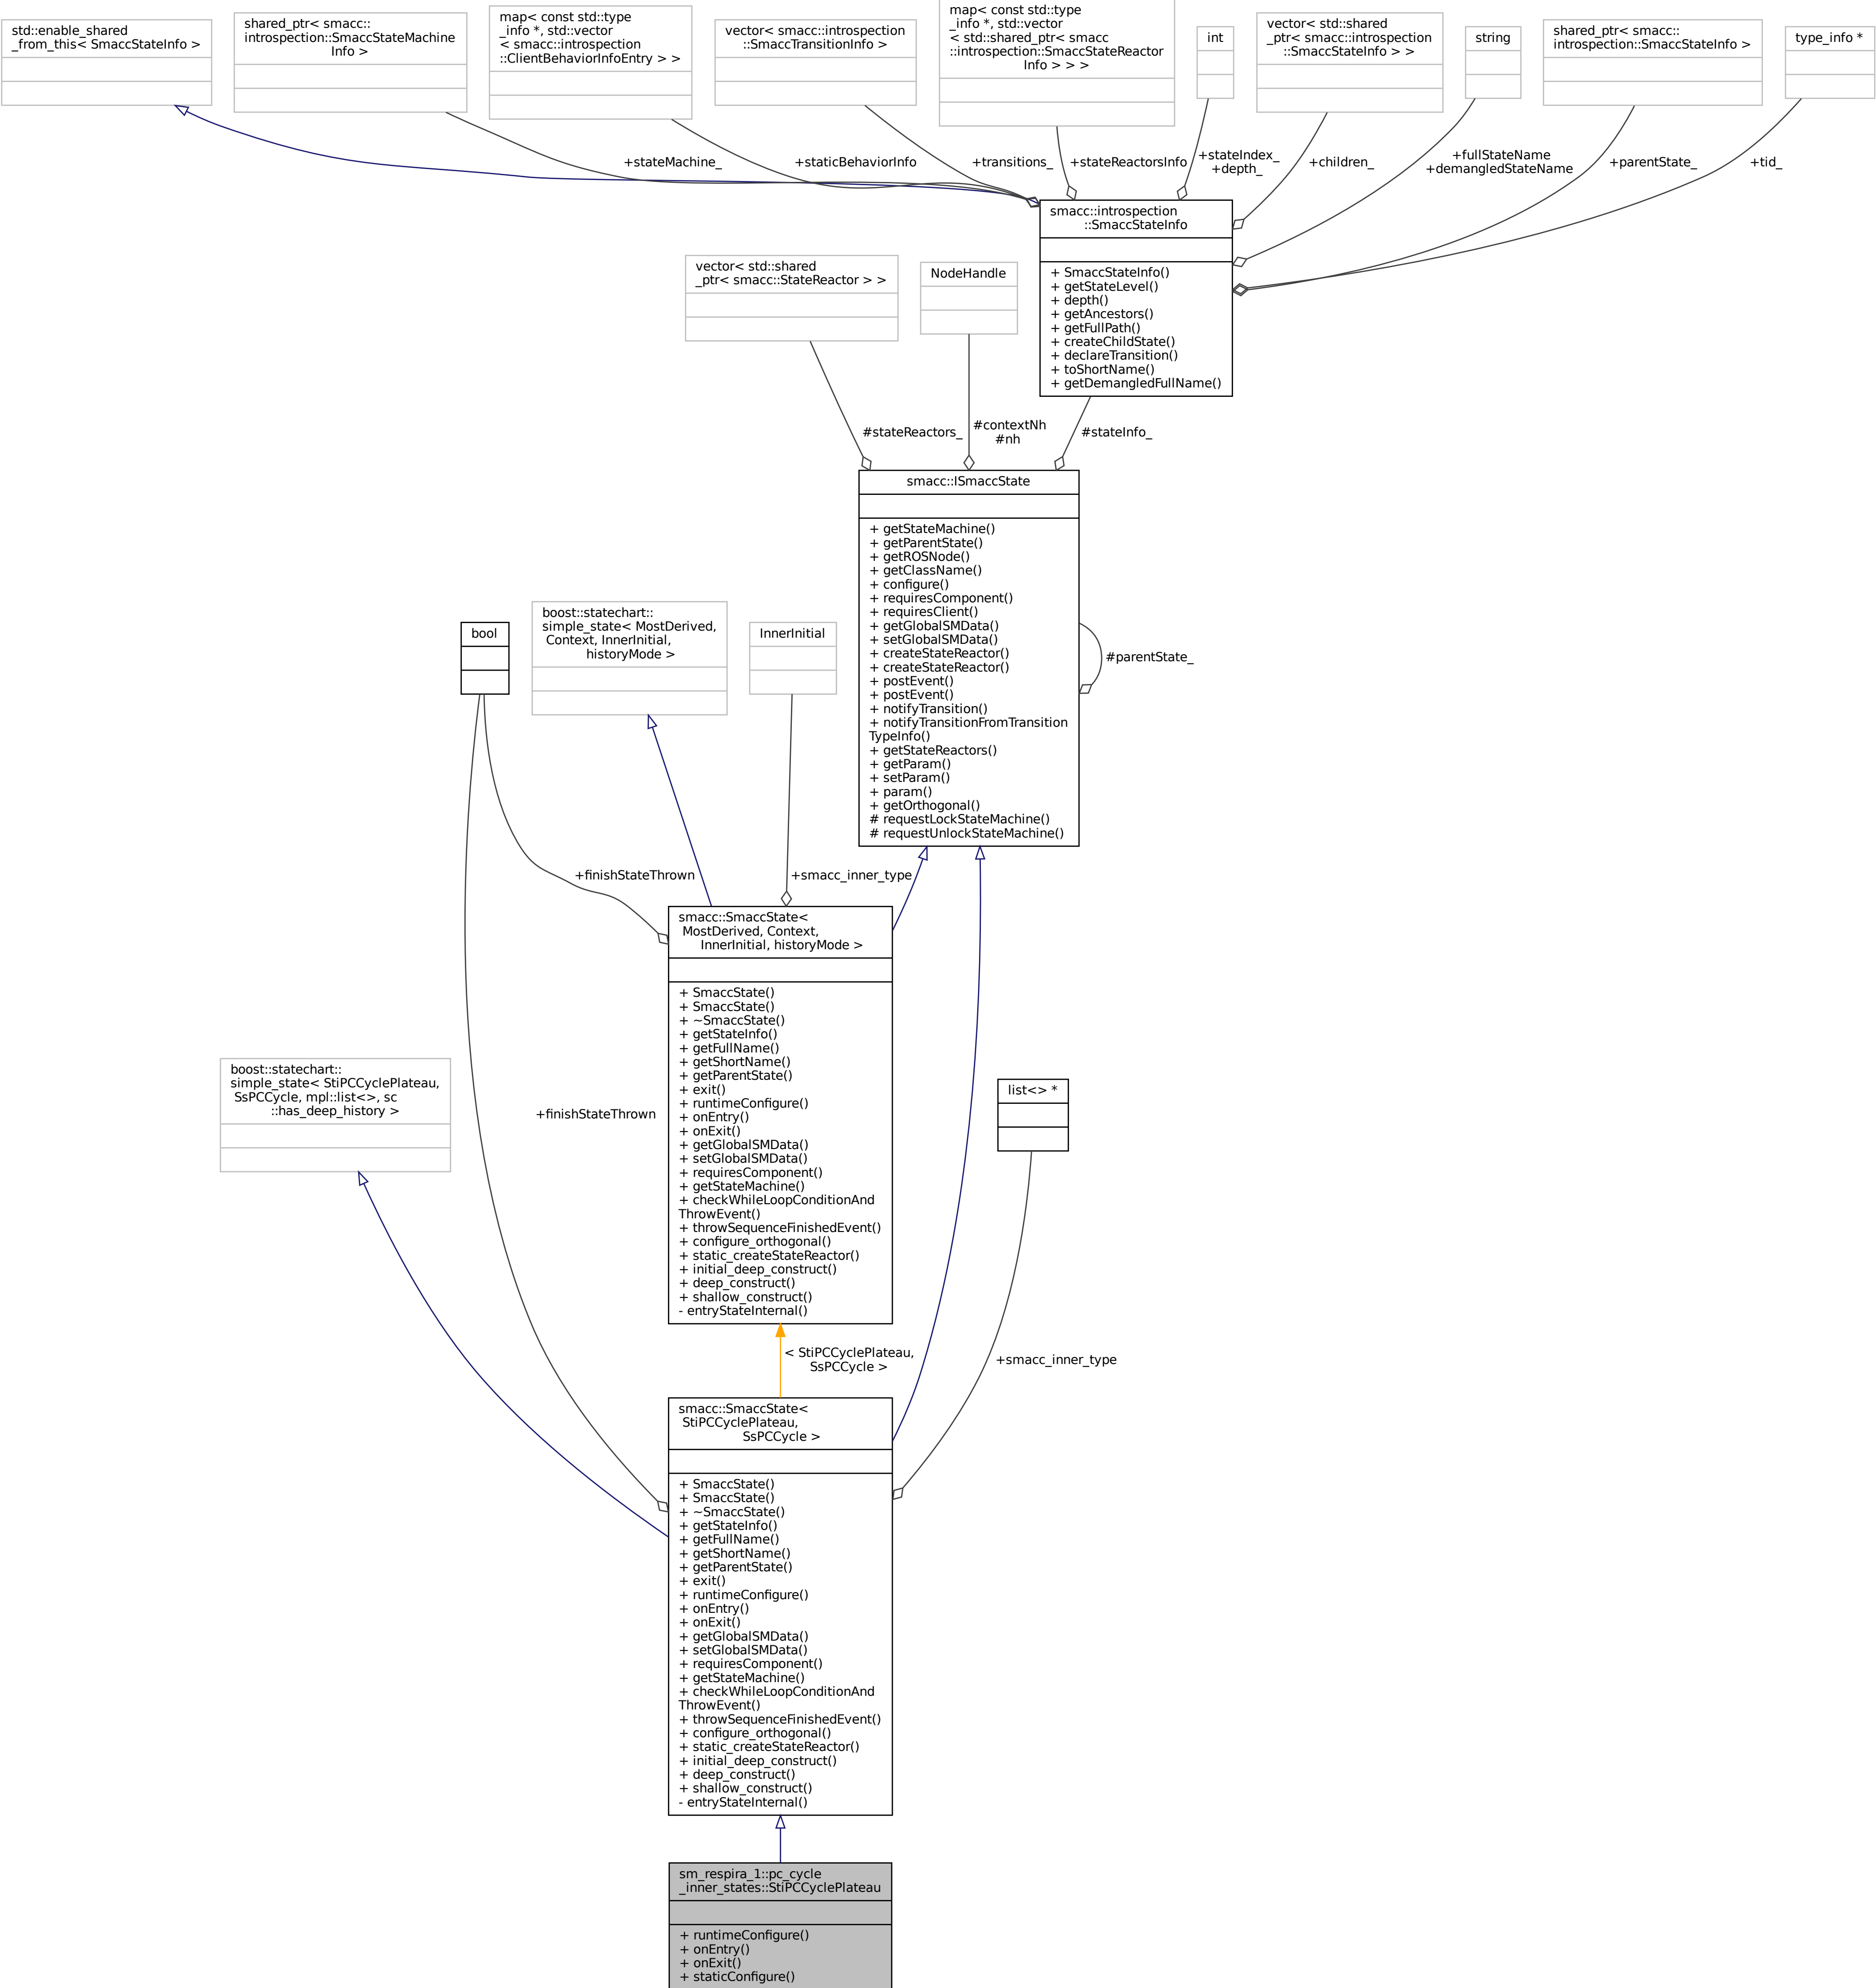 std::enable_shared
_from_this< SmaccStateInfo >
shared_ptr< smacc::
introspection::SmaccStateMachine
Info >
map< const std::type
_info *, std::vector
< smacc::introspection
::ClientBehaviorInfoEntry > >
vector< smacc::introspection
::SmaccTransitionInfo >
map< const std::type
_info *, std::vector
< std::shared_ptr< smacc
::introspection::SmaccStateReactor
Info > > >
int
vector< std::shared
_ptr< smacc::introspection
::SmaccStateInfo > >
string
shared_ptr< smacc::
introspection::SmaccStateInfo >
type_info *
+stateMachine_
+staticBehaviorInfo
+transitions_
+stateReactorsInfo
+stateIndex_
+depth_
+children_
+fullStateName
+demangledStateName
+parentState_
+tid_
smacc::introspection
::SmaccStateInfo
+ SmaccStateInfo()
+ getStateLevel()
+ depth()
+ getAncestors()
+ getFullPath()
+ createChildState()
+ declareTransition()
+ toShortName()
+ getDemangledFullName()
vector< std::shared
_ptr< smacc::StateReactor > >
NodeHandle
#stateReactors_
#contextNh
#nh
#stateInfo_
smacc::ISmaccState
+ getStateMachine()
+ getParentState()
+ getROSNode()
+ getClassName()
+ configure()
+ requiresComponent()
+ requiresClient()
+ getGlobalSMData()
+ setGlobalSMData()
+ createStateReactor()
+ createStateReactor()
+ postEvent()
+ postEvent()
+ notifyTransition()
+ notifyTransitionFromTransition
TypeInfo()
+ getStateReactors()
+ getParam()
+ setParam()
+ param()
+ getOrthogonal()
# requestLockStateMachine()
# requestUnlockStateMachine()
#parentState_
bool
boost::statechart::
simple_state< MostDerived,
Context, InnerInitial,
historyMode >
InnerInitial
+finishStateThrown
+smacc_inner_type
smacc::SmaccState<
MostDerived, Context,
InnerInitial, historyMode >
+ SmaccState()
+ SmaccState()
+ ~SmaccState()
+ getStateInfo()
+ getFullName()
+ getShortName()
+ getParentState()
+ exit()
+ runtimeConfigure()
+ onEntry()
+ onExit()
+ getGlobalSMData()
+ setGlobalSMData()
+ requiresComponent()
+ getStateMachine()
+ checkWhileLoopConditionAnd
ThrowEvent()
+ throwSequenceFinishedEvent()
+ configure_orthogonal()
+ static_createStateReactor()
+ initial_deep_construct()
+ deep_construct()
+ shallow_construct()
- entryStateInternal()
boost::statechart::
simple_state< StiPCCyclePlateau,
SsPCCycle, mpl::list<>, sc
::has_deep_history >
+finishStateThrown
list<> *
< StiPCCyclePlateau,
SsPCCycle >
+smacc_inner_type
smacc::SmaccState<
StiPCCyclePlateau,
SsPCCycle >
+ SmaccState()
+ SmaccState()
+ ~SmaccState()
+ getStateInfo()
+ getFullName()
+ getShortName()
+ getParentState()
+ exit()
+ runtimeConfigure()
+ onEntry()
+ onExit()
+ getGlobalSMData()
+ setGlobalSMData()
+ requiresComponent()
+ getStateMachine()
+ checkWhileLoopConditionAnd
ThrowEvent()
+ throwSequenceFinishedEvent()
+ configure_orthogonal()
+ static_createStateReactor()
+ initial_deep_construct()
+ deep_construct()
+ shallow_construct()
- entryStateInternal()
sm_respira_1::pc_cycle
_inner_states::StiPCCyclePlateau
+ runtimeConfigure()
+ onEntry()
+ onExit()
+ staticConfigure()